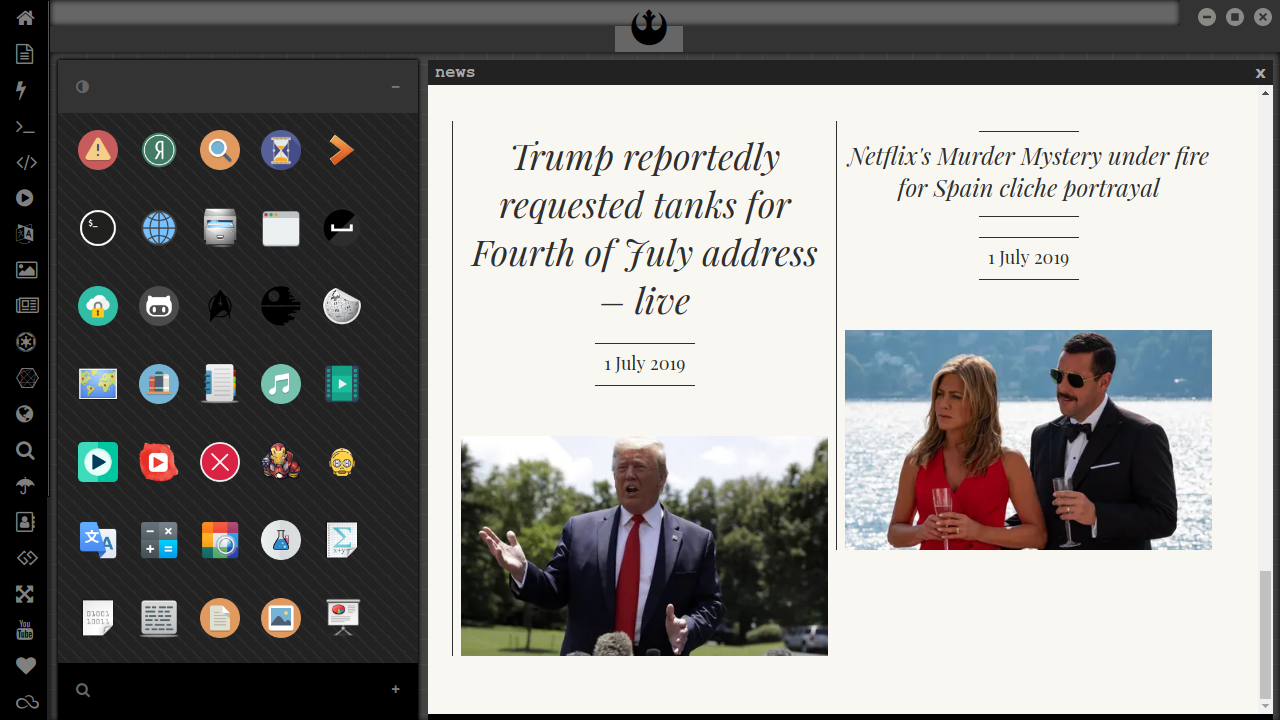 news
x
Trump reportedly
requested tanks for
Fourth of July address
– live
1 July 2019
Netflix's Murder Mystery under fire
for Spain cliche portrayal
1 July 2019
$_
Я
You
Tube